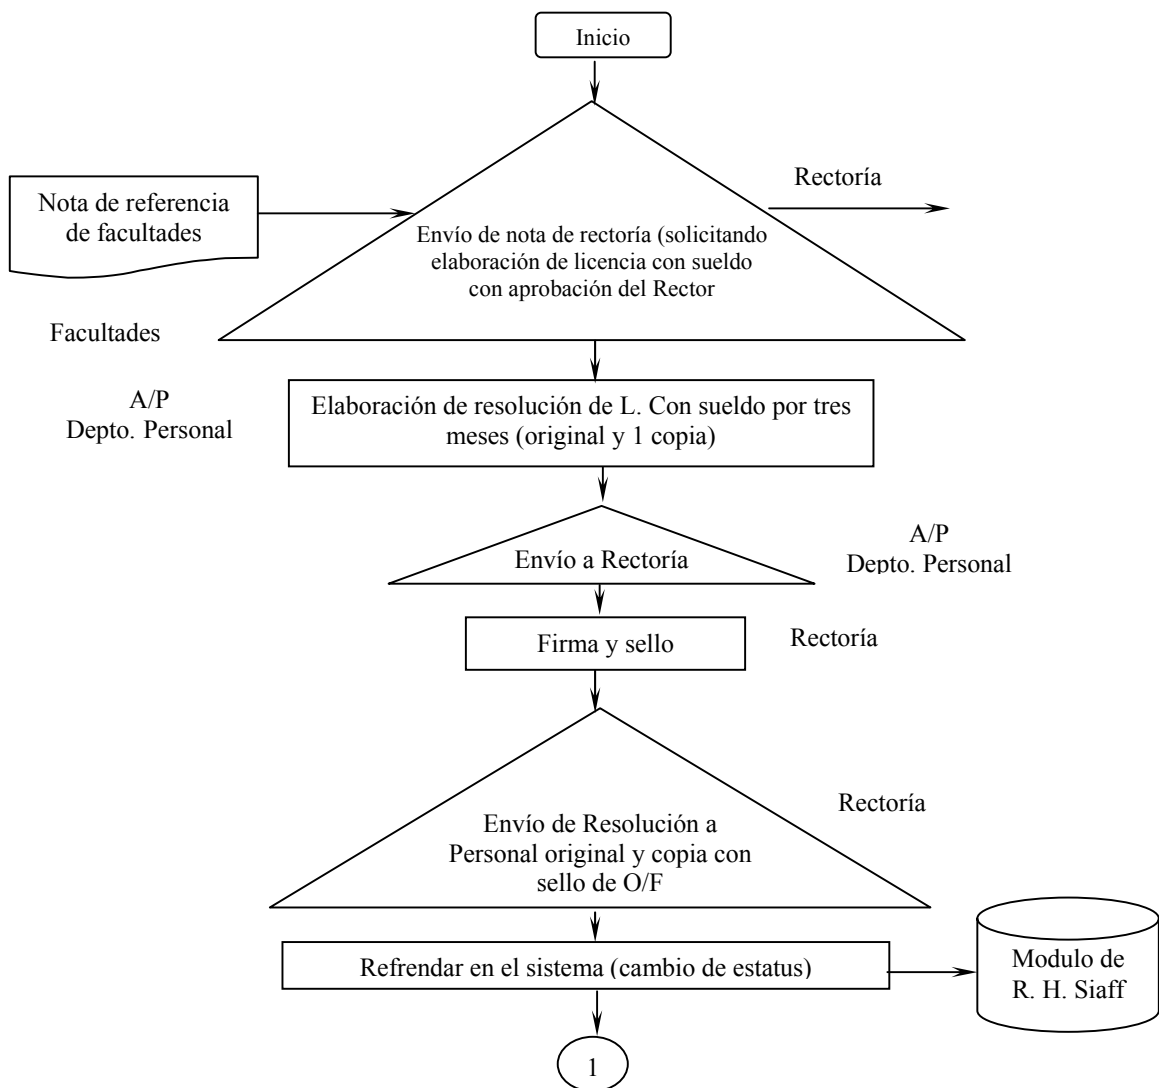 Inicio
Rectoría
Nota de referencia
de facultades
Envío de nota de rectoría (solicitando
elaboración de licencia con sueldo
con aprobación del Rector
Facultades
A/P
Depto. Personal
Elaboración de resolución de L. Con sueldo por tres
meses (original y 1 copia)
Envío a Rectoría
A/P
Depto. Personal
Firma y sello
Rectoría
Rectoría
Envío de Resolución a
Personal original y copia con
sello de O/F
Refrendar en el sistema (cambio de estatus)
Modulo de
R. H. Siaff
1